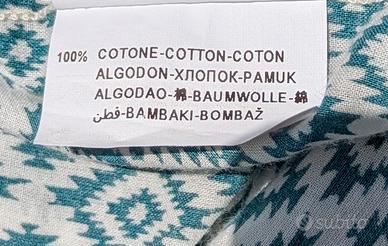 100% COTONE-COTTON-COTON
ALGODON-ХЛОПОК-PAMUK
ALGODAO-棉-BAUMWOLLE-綿
قطن-BAMBAKI-BOMBAŽ
subito